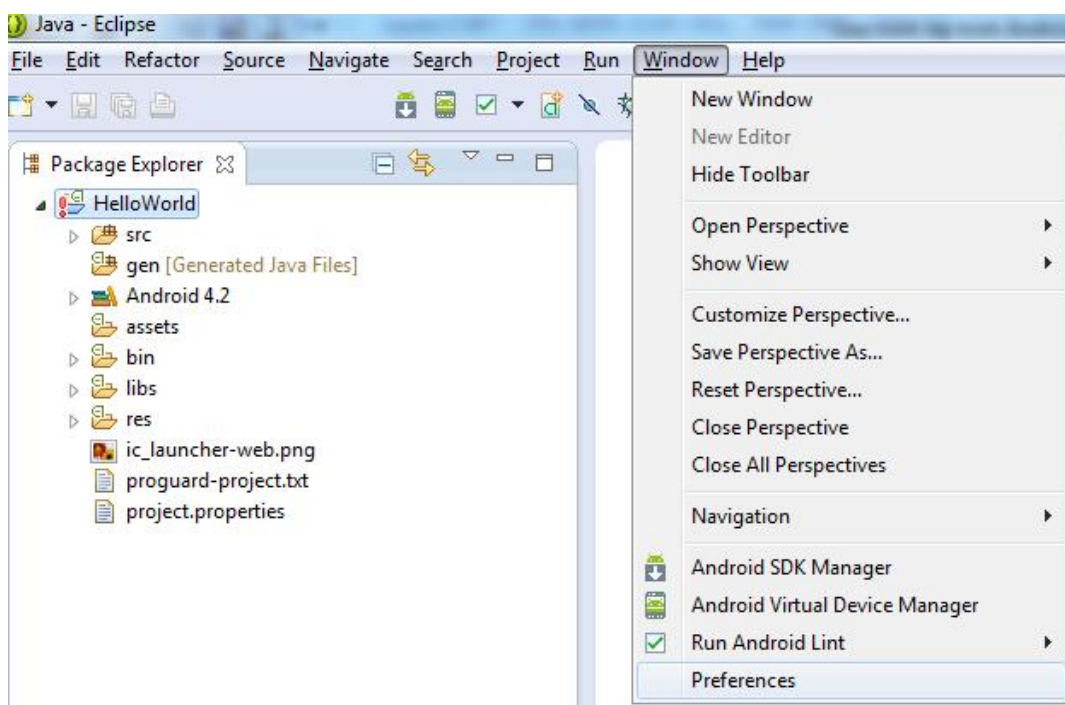 Java - Eclipse
File Edit Refactor Source Navigate Search Project Run Window Help
Package Explorer
HelloWorld
src
gen [Generated Java Files]
Android 4.2
assets
bin
libs
res
ic_launcher-web.png
proguard-project.txt
project.properties
New Window
New Editor
Hide Toolbar
Open Perspective
Show View
Customize Perspective...
Save Perspective As...
Reset Perspective...
Close Perspective
Close All Perspectives
Navigation
Android SDK Manager
Android Virtual Device Manager
Run Android Lint
Preferences